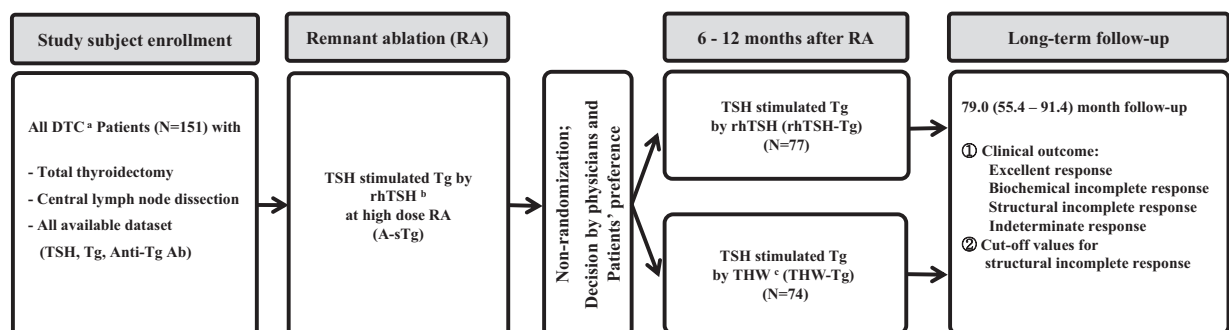 Study subject enrollment
All DTC ᵃ Patients (N=151) with
- Total thyroidectomy
- Central lymph node dissection
- All available dataset
(TSH, Tg, Anti-Tg Ab)
Remnant ablation (RA)
TSH stimulated Tg by
rhTSH ᵇ
at high dose RA
(A-sTg)
Non-randomization;
Decision by physicians and
Patients’ preference
6 - 12 months after RA
TSH stimulated Tg
by rhTSH (rhTSH-Tg)
(N=77)
TSH stimulated Tg
by THW ᶜ (THW-Tg)
(N=74)
Long-term follow-up
79.0 (55.4 – 91.4) month follow-up
① Clinical outcome:
Excellent response
Biochemical incomplete response
Structural incomplete response
Indeterminate response
② Cut-off values for
structural incomplete response